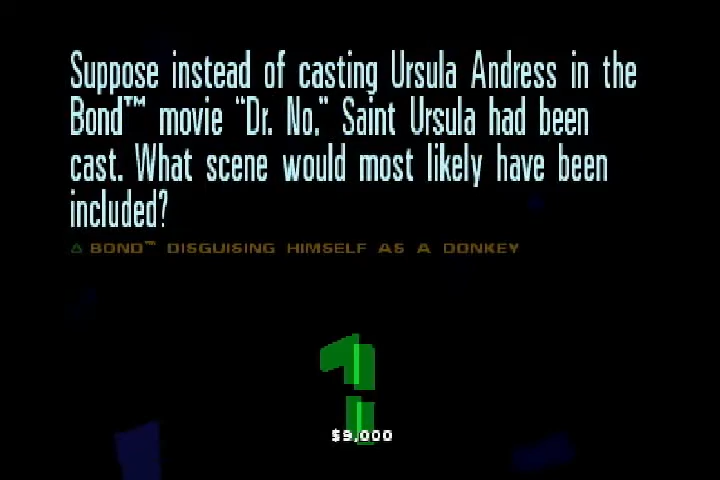 Suppose instead of casting Ursula Andress in the
Bond™ movie "Dr. No," Saint Ursula had been
cast. What scene would most likely have been
included?
△ BOND™ DISGUISING HIMSELF AS A DONKEY
1
$9,000